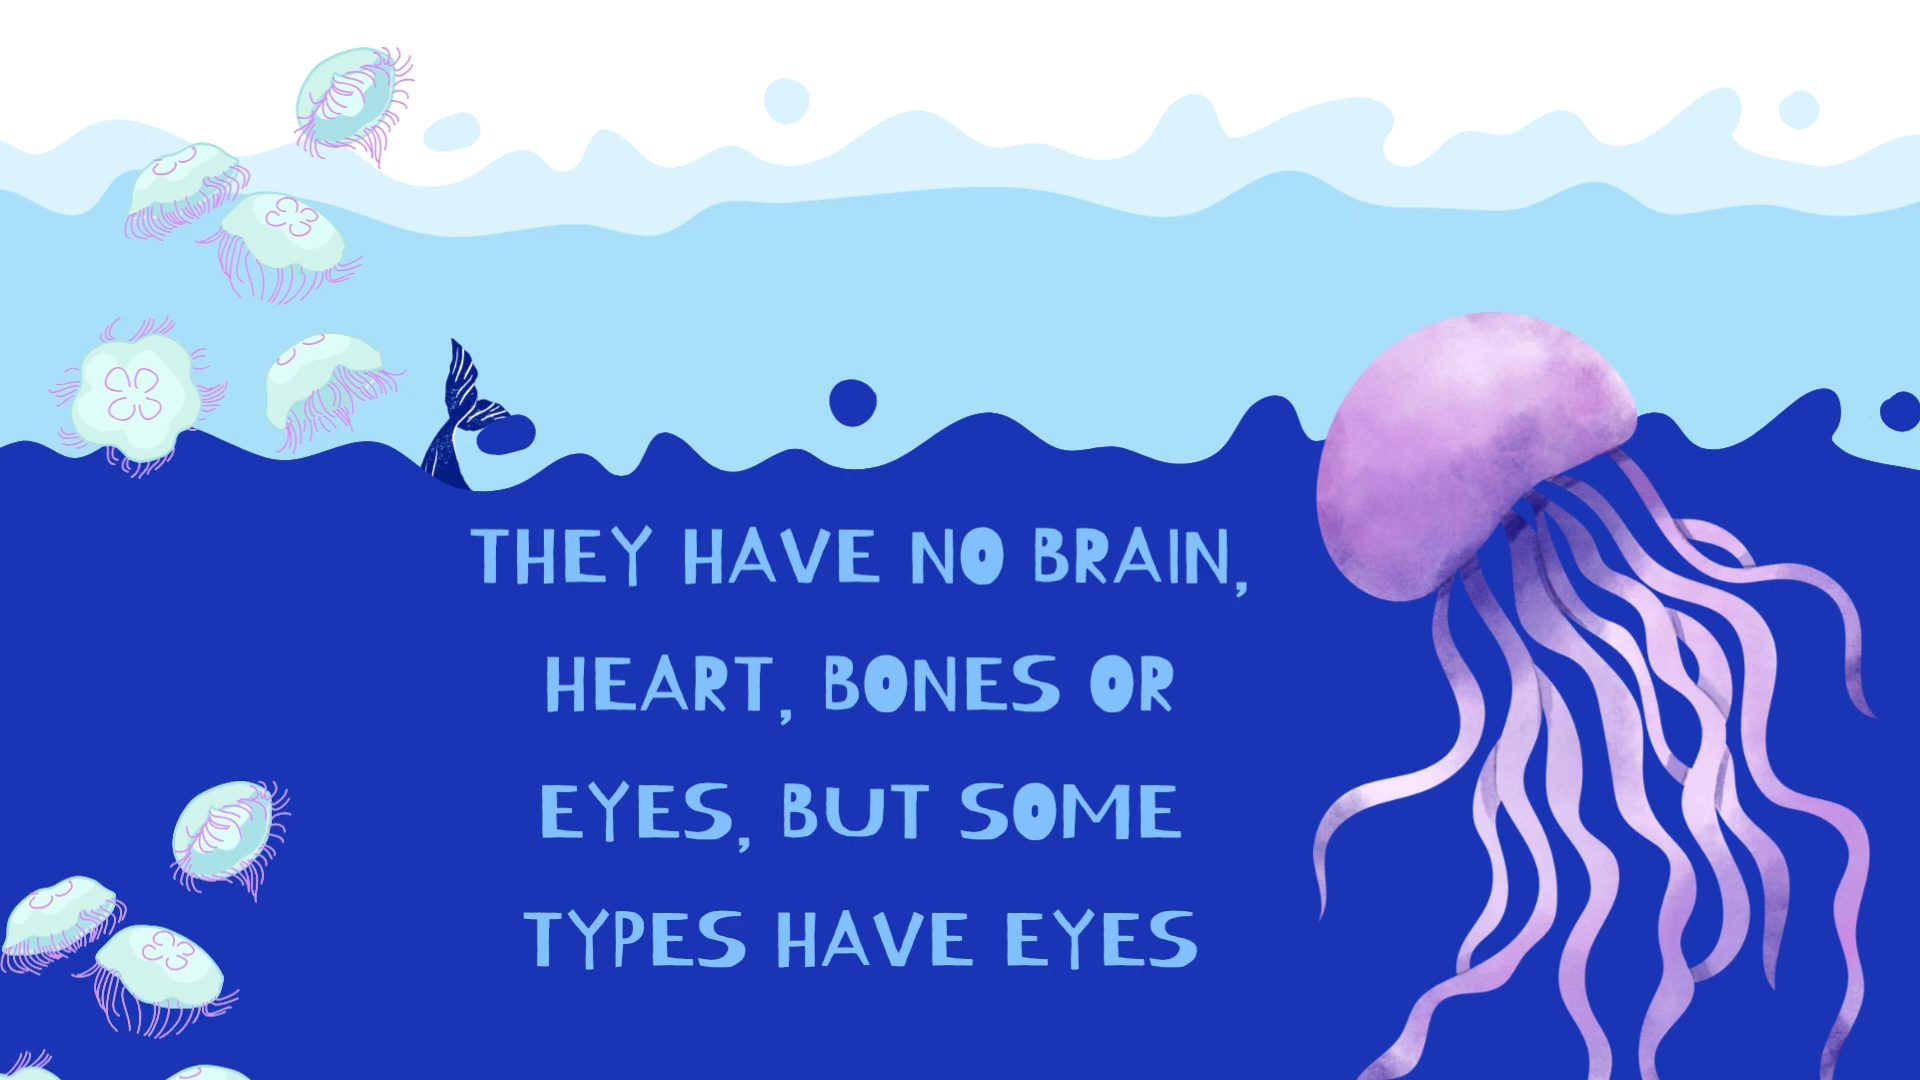 THEY HAVE NO BRAIN,
HEART, BONES OR
EYES, BUT SOME
TYPES HAVE EYES